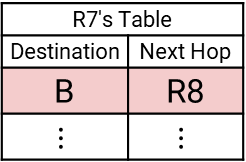 R7's Table
Destination Next Hop
B R8
⋮ ⋮